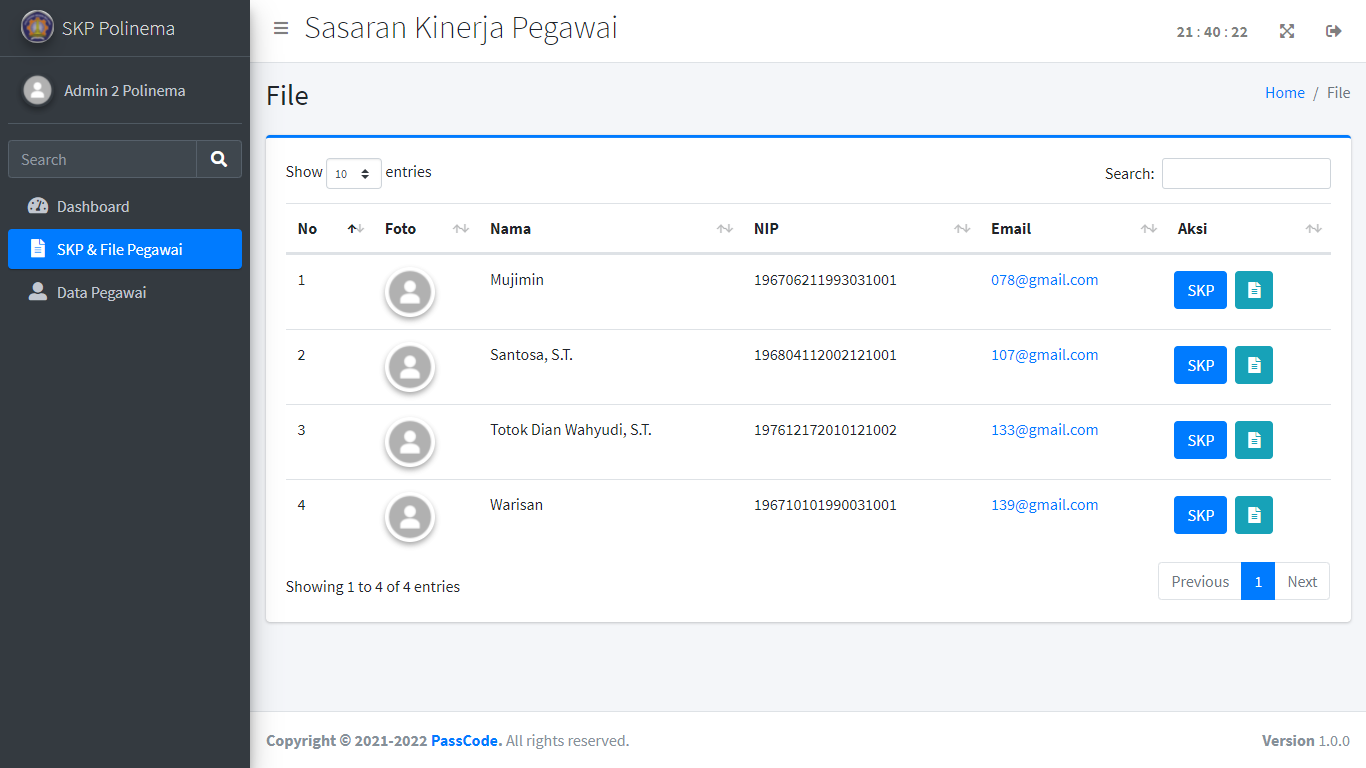 SKP Polinema
Sasaran Kinerja Pegawai
21 : 40 : 22
Admin 2 Polinema
Search
Dashboard
SKP & File Pegawai
Data Pegawai
File
Home / File
Show 10 entries
Search:
No Foto Nama NIP Email Aksi
1 Mujimin 196706211993031001 078@gmail.com SKP
2 Santosa, S.T. 196804112002121001 107@gmail.com SKP
3 Totok Dian Wahyudi, S.T. 197612172010121002 133@gmail.com SKP
4 Warisan 196710101990031001 139@gmail.com SKP
Showing 1 to 4 of 4 entries
Previous 1 Next
Copyright © 2021-2022 PassCode. All rights reserved.
Version 1.0.0